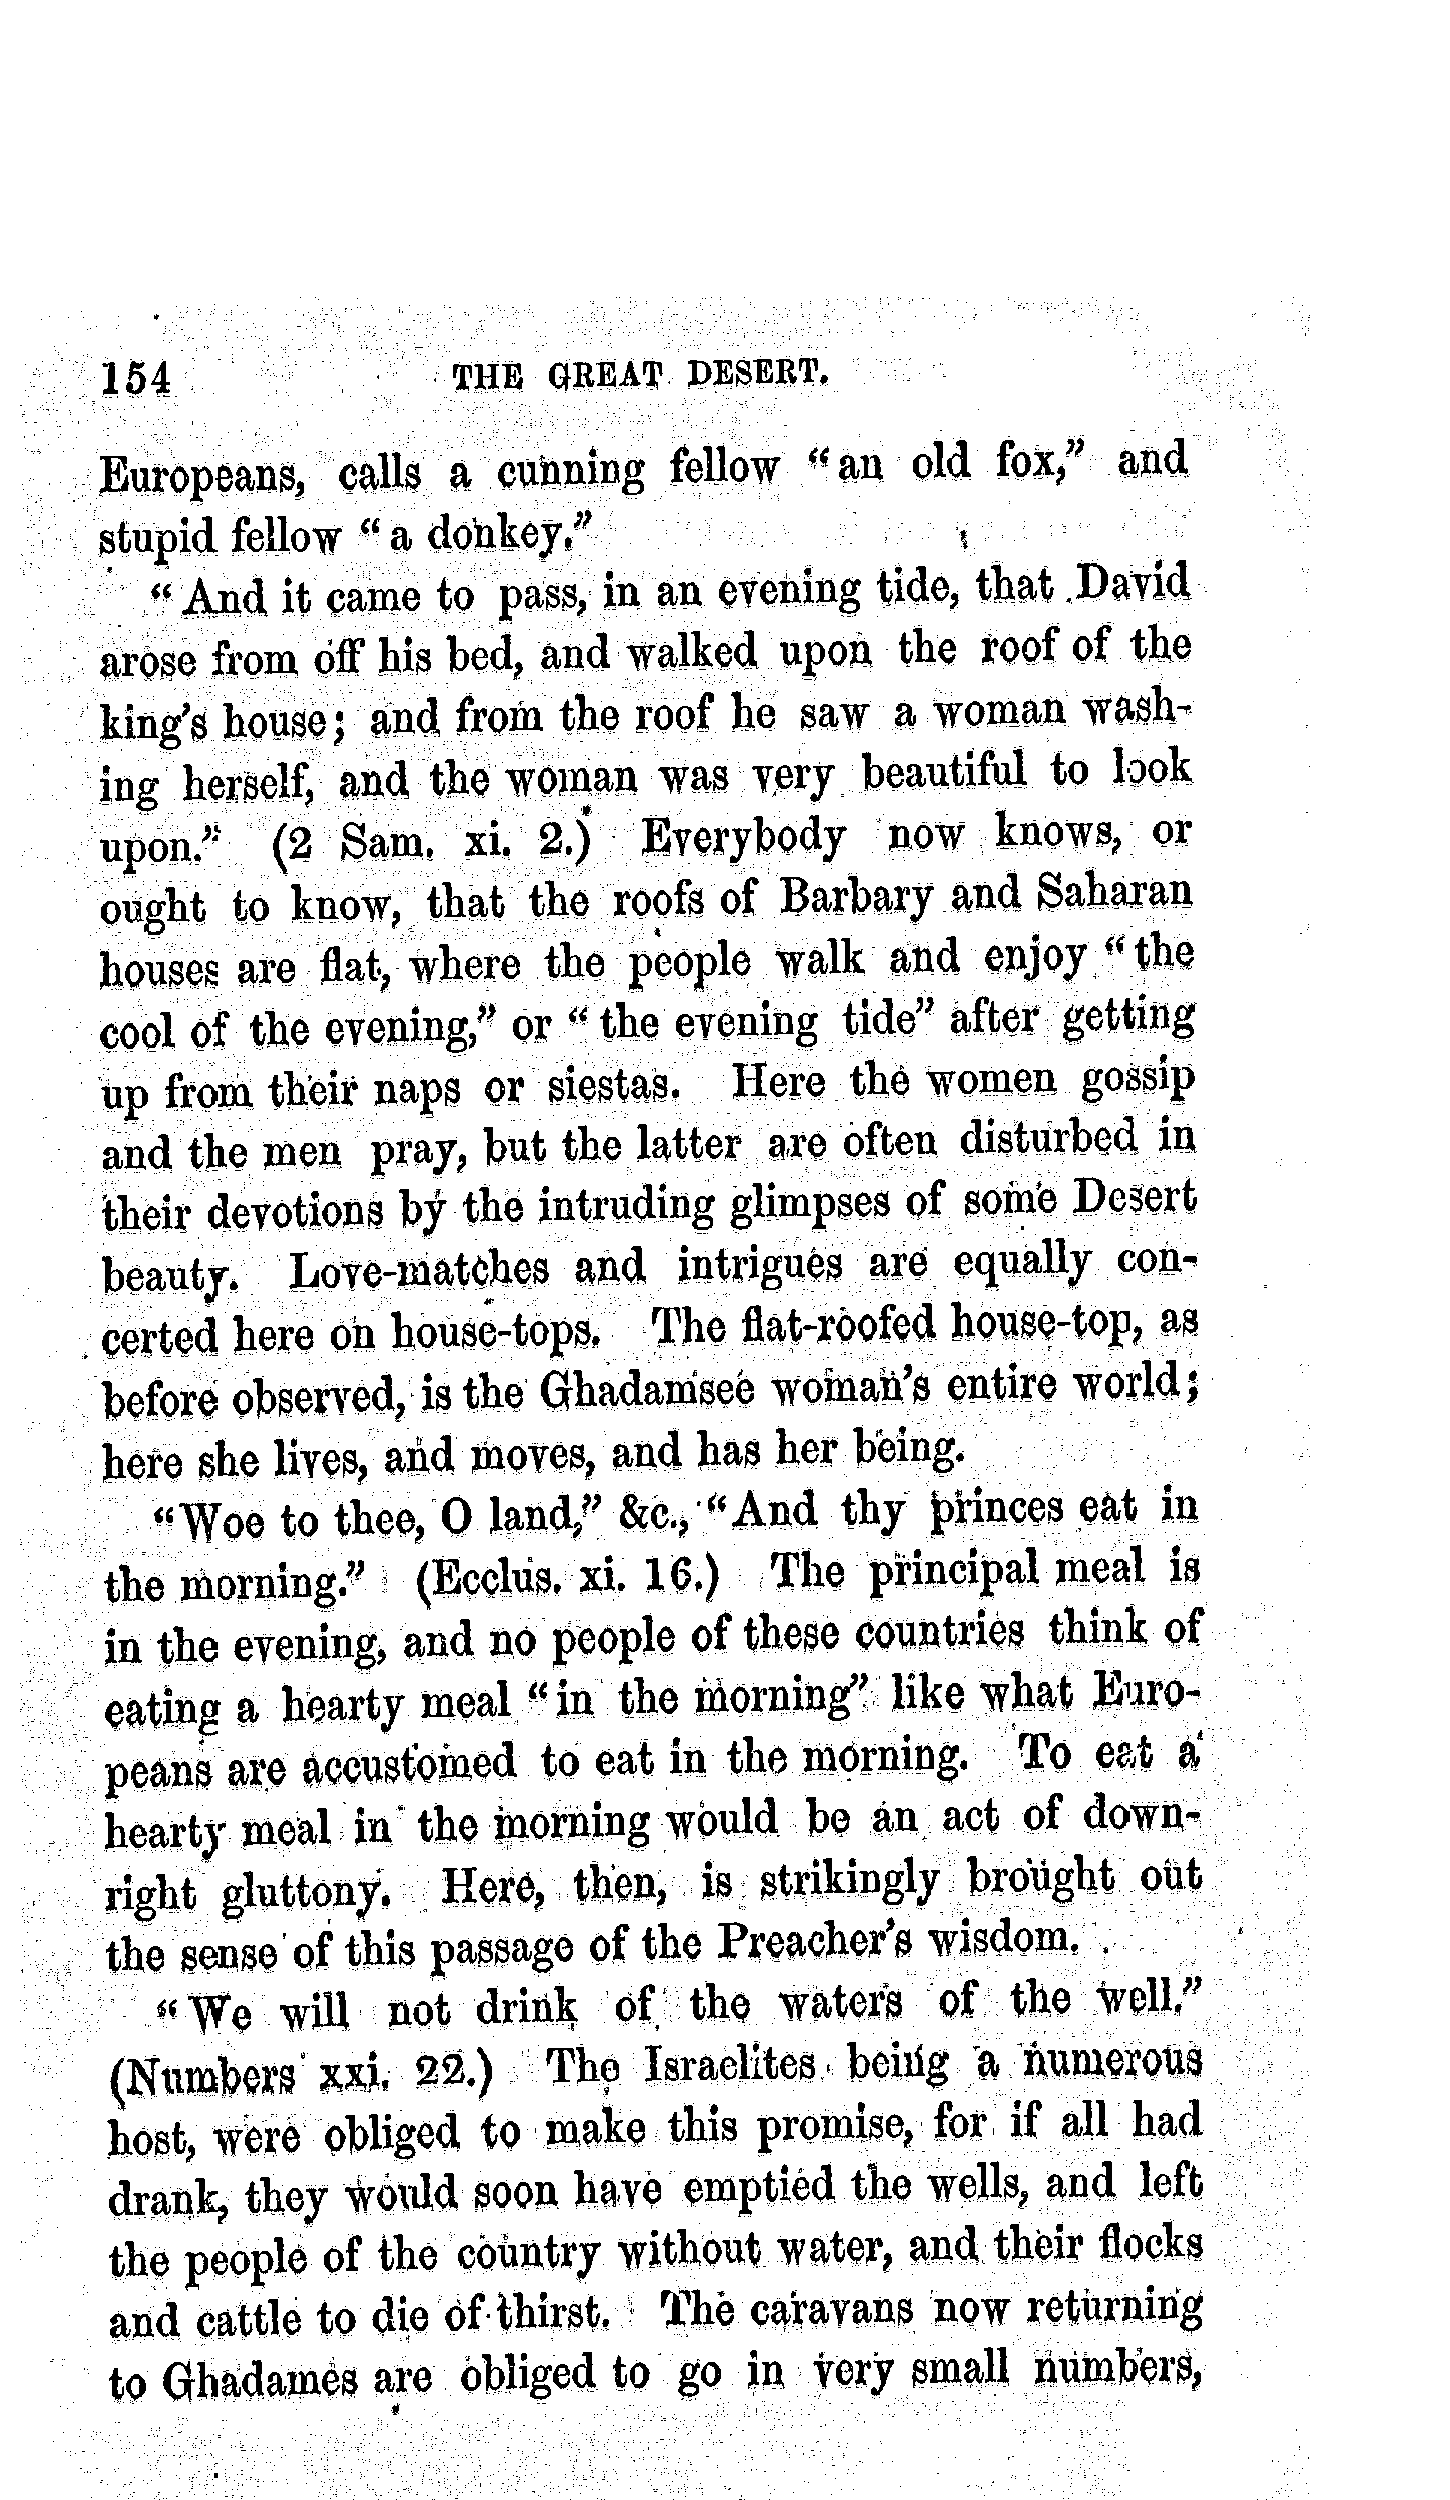 154 THE GREAT DESERT.
Europeans, calls a cunning fellow “an old fox,” and
stupid fellow “a donkey.”
“And it came to pass, in an evening tide, that David
arose from off his bed, and walked upon the roof of the
king’s house; and from the roof he saw a woman wash-
ing herself, and the woman was very beautiful to look
upon.” (2 Sam. xi. 2.) Everybody now knows, or
ought to know, that the roofs of Barbary and Saharan
houses are flat, where the people walk and enjoy “the
cool of the evening,” or “the evening tide” after getting
up from their naps or siestas. Here the women gossip
and the men pray, but the latter are often disturbed in
their devotions by the intruding glimpses of some Desert
beauty. Love-matches and intrigues are equally con-
certed here on house-tops. The flat-roofed house-top, as
before observed, is the Ghadamsee woman’s entire world;
here she lives, and moves, and has her being.
“Woe to thee, O land,” &c., “And thy princes eat in
the morning.” (Ecclus. xi. 16.) The principal meal is
in the evening, and no people of these countries think of
eating a hearty meal “in the morning” like what Euro-
peans are accustomed to eat in the morning. To eat a
hearty meal in the morning would be an act of down-
right gluttony. Here, then, is strikingly brought out
the sense of this passage of the Preacher’s wisdom.
“We will not drink of the waters of the well.”
(Numbers xxi. 22.) The Israelites being a numerous
host, were obliged to make this promise, for if all had
drank, they would soon have emptied the wells, and left
the people of the country without water, and their flocks
and cattle to die of thirst. The caravans now returning
to Ghadames are obliged to go in very small numbers,